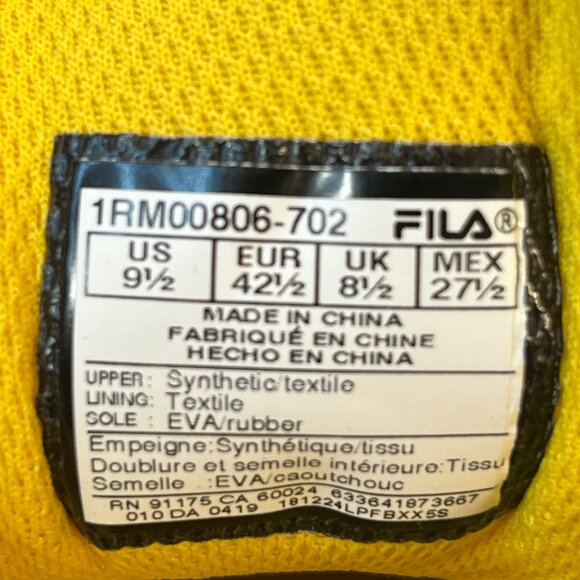 1RM00806-702 FILA®
US EUR UK MEX
9½ 42½ 8½ 27½
MADE IN CHINA
FABRIQUÉ EN CHINE
HECHO EN CHINA
UPPER: Synthetic/textile
LINING: Textile
SOLE: EVA/rubber
Empeigne:Synthétique/tissu
Doublure et semelle intérieure:Tissu
Semelle :EVA/caoutchouc
RN 91175 CA 60024 633641873667
010 DA 0419 181224LPFBXX5S